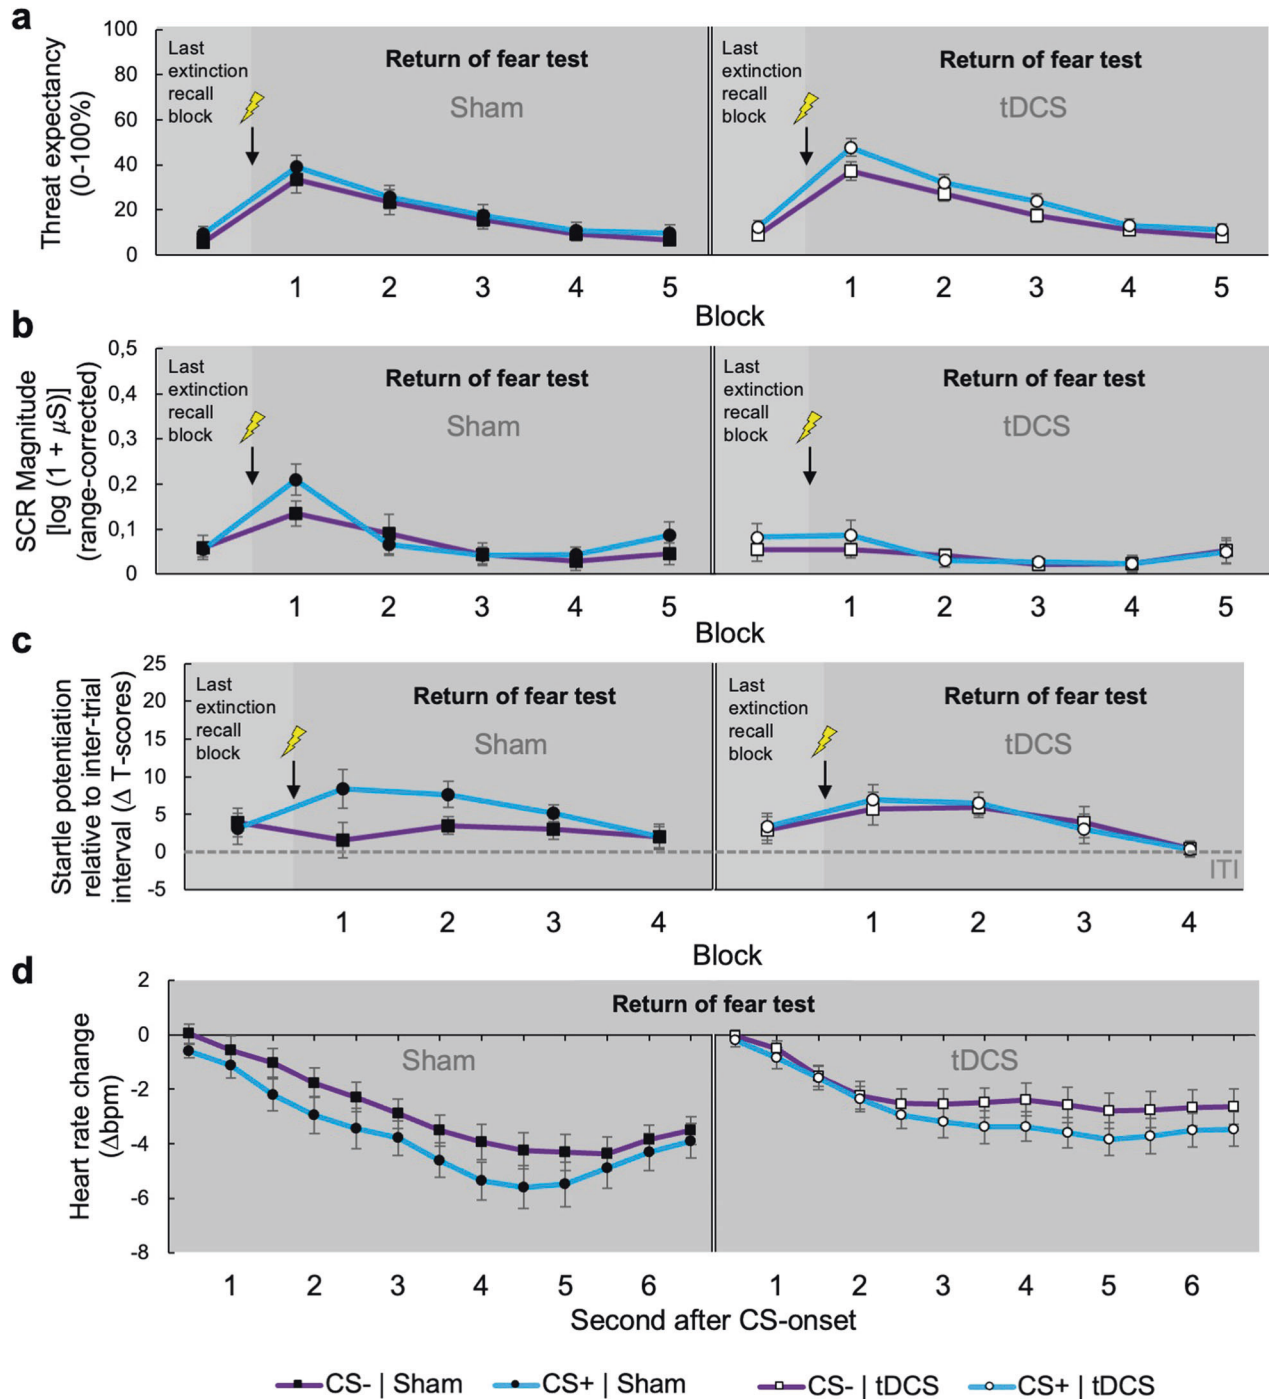 a
Threat expectancy
(0-100%)
100
80
60
40
20
0
Last
extinction
recall
block
Return of fear test
Sham
Last
extinction
recall
block
Return of fear test
tDCS
1 2 3 4 5 1 2 3 4 5
Block
b
SCR Magnitude
[log (1 + µS)]
(range-corrected)
0,5
0,4
0,3
0,2
0,1
0
Last
extinction
recall
block
Return of fear test
Sham
Last
extinction
recall
block
Return of fear test
tDCS
1 2 3 4 5 1 2 3 4 5
Block
c
Startle potentiation
relative to inter-trial
interval (Δ T-scores)
25
20
15
10
5
0
-5
Last
extinction
recall
block
Return of fear test
Sham
Last
extinction
recall
block
Return of fear test
tDCS
ITI
1 2 3 4 1 2 3 4
Block
d
Heart rate change
(Δbpm)
2
0
-2
-4
-6
-8
Return of fear test
Sham
tDCS
1 2 3 4 5 6 1 2 3 4 5 6
Second after CS-onset
CS- | Sham CS+ | Sham CS- | tDCS CS+ | tDCS